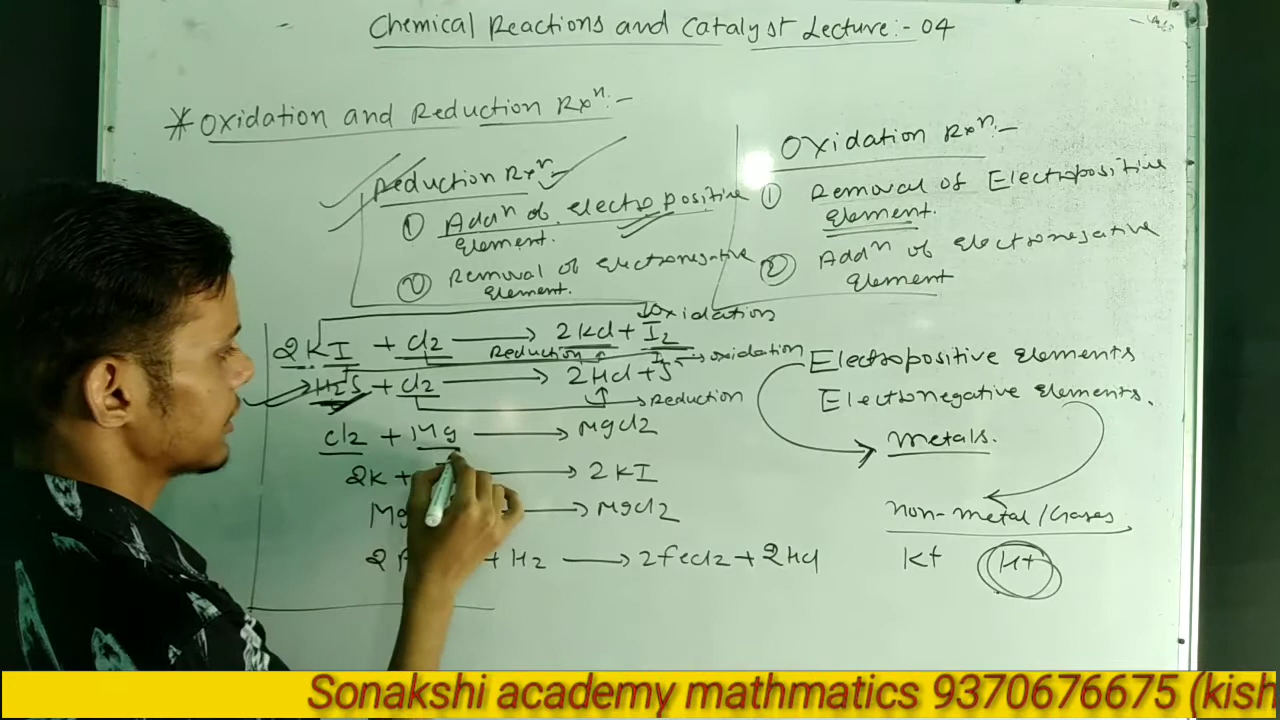 Chemical Reactions and Catalyst Lecture:- 04
* Oxidation and Reduction Rxⁿ:-
Reduction Rxⁿ:-
① Addⁿ of electropositive
Element.
② Removal of Electronegative
Element.
Oxidation Rxⁿ:-
① Removal of Electropositive
Element.
② Addⁿ of electronegative
Element
Oxidation
2KI + Cl2 → 2KCl + I2
Reduction
Oxidation
H2S + Cl2 → 2HCl + S
Reduction
Cl2 + Mg → MgCl2
2K + → 2KI
Mg → MgCl2
+ H2 → 2FeCl2 + 2HCl
Electropositive elements
Electronegative elements.
Metals.
Non-metal/Gases
K+ H+
Sonakshi academy mathmatics 9370676675 (kish